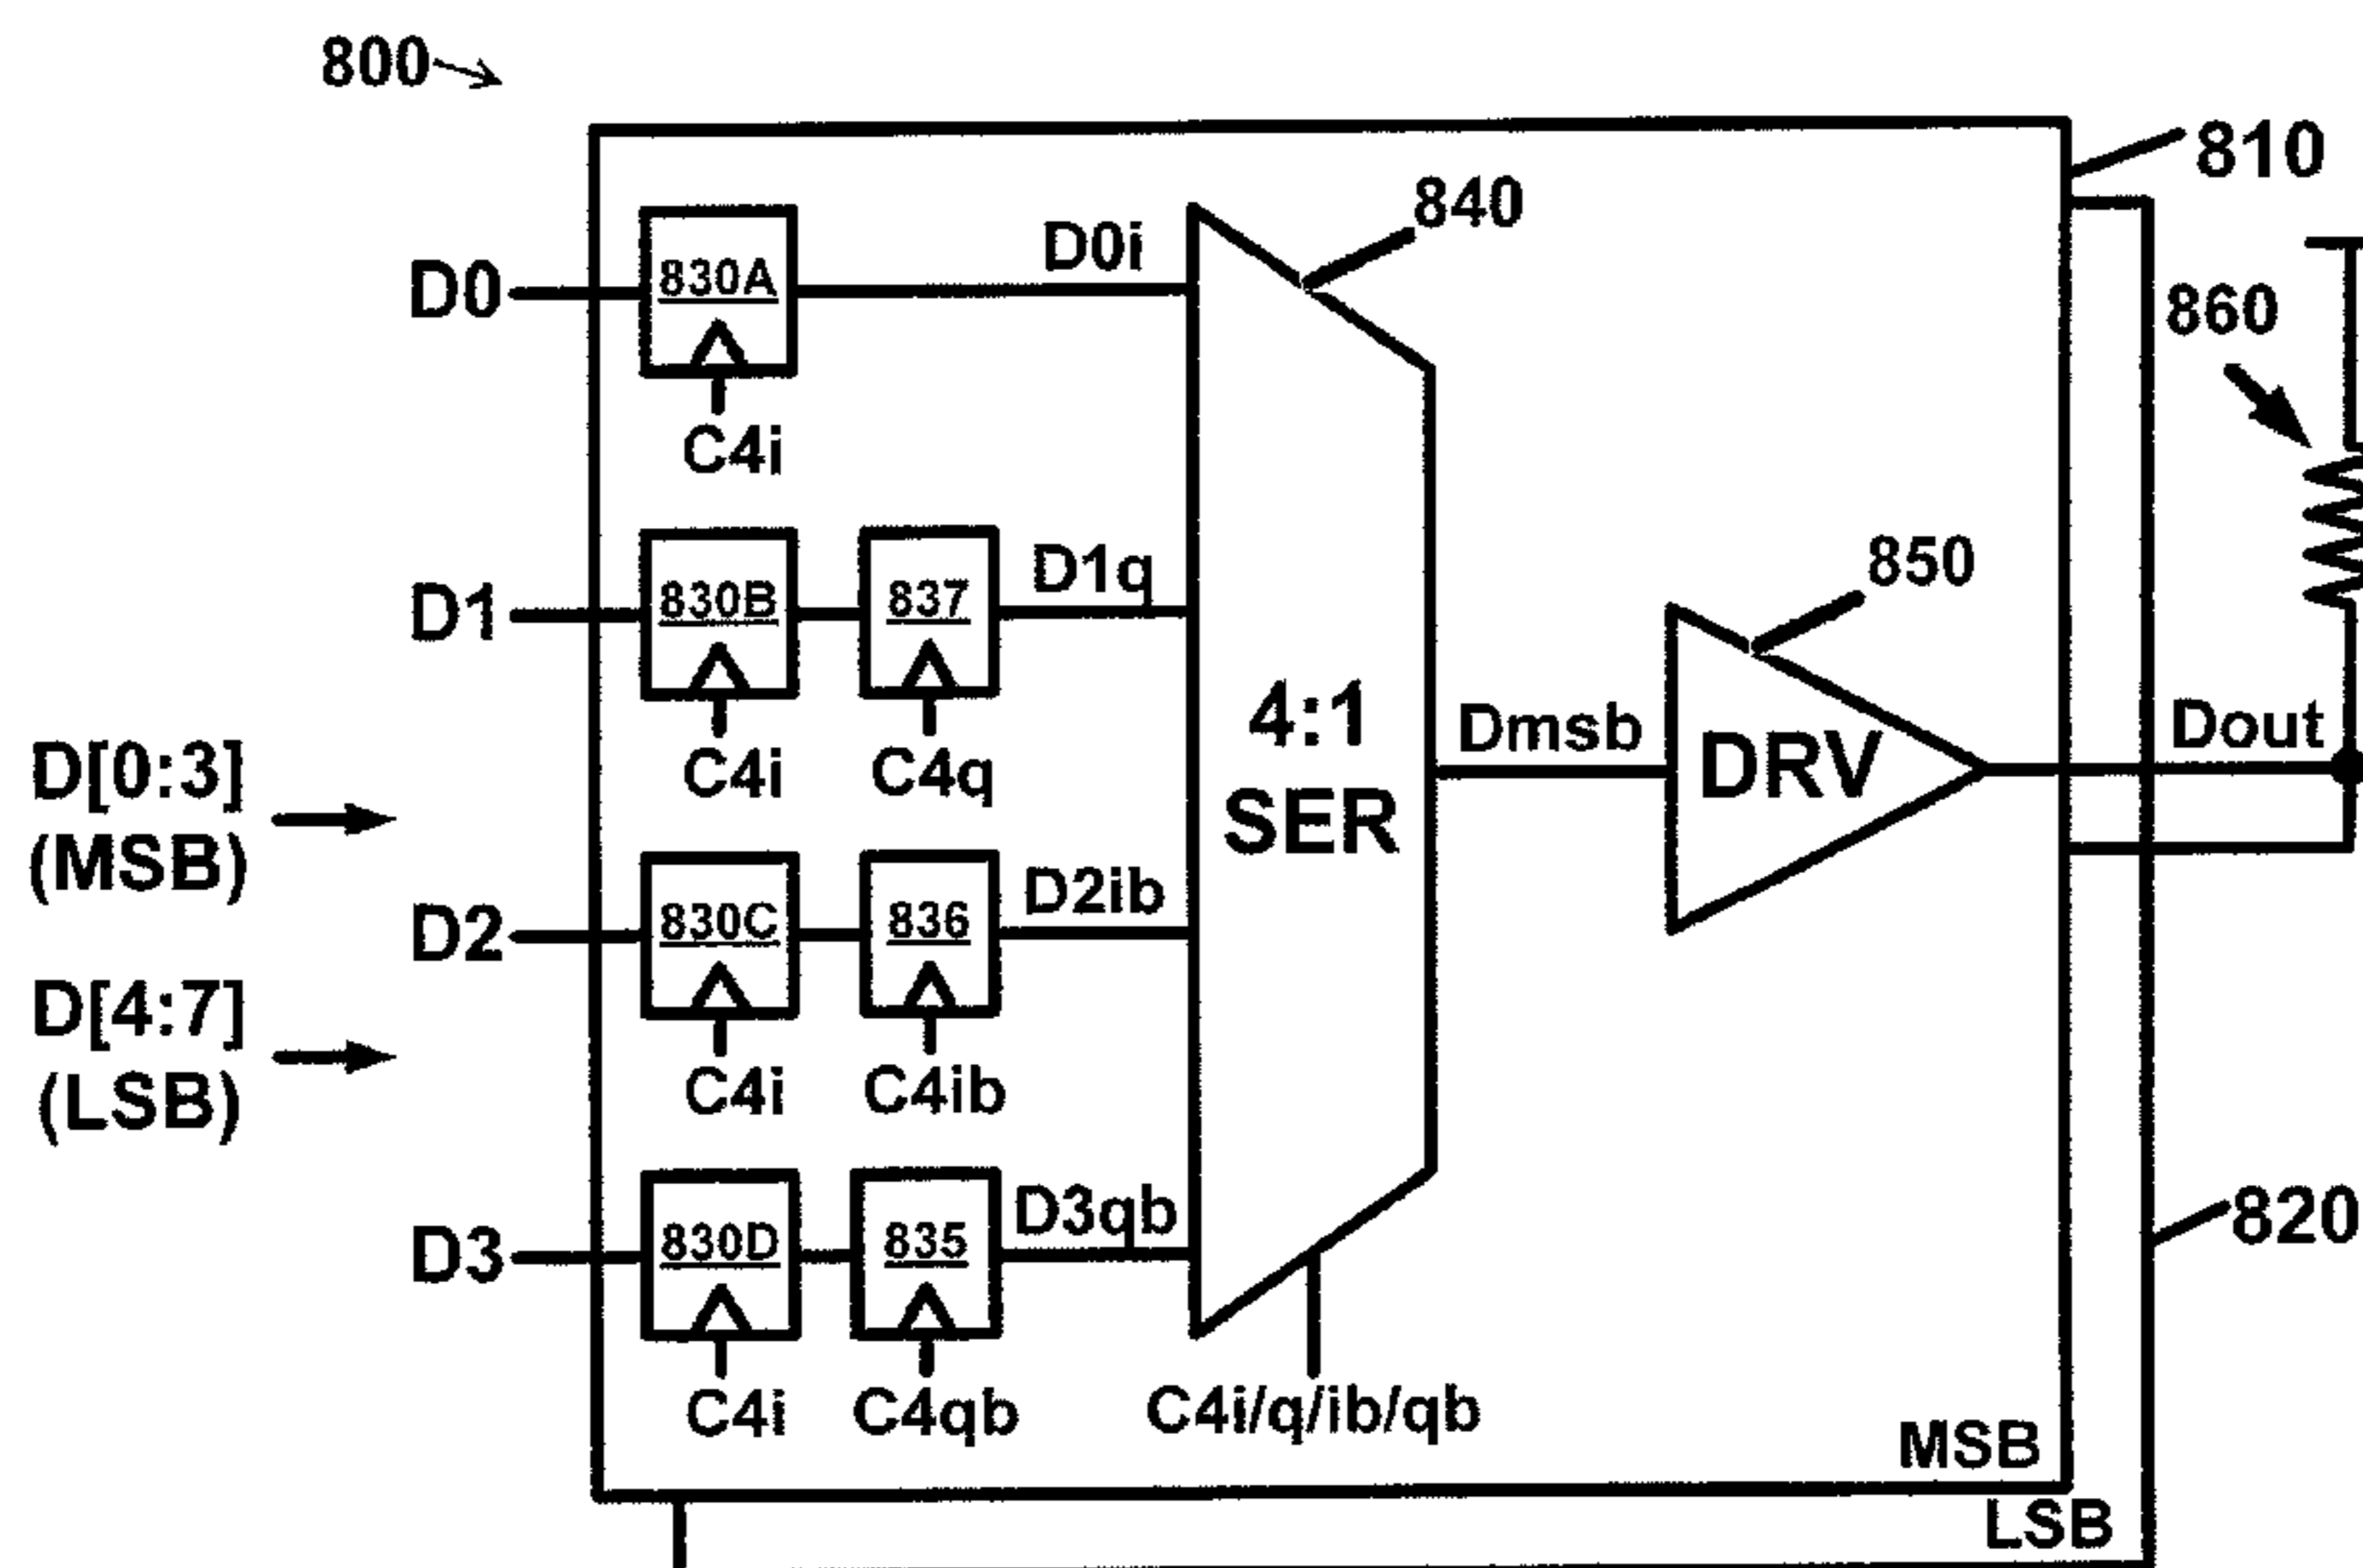 800
810
840
D0
830A
D0i
860
C4i
850
D1
830B
837
D1q
C4i
C4q
D[0:3]
(MSB)
4:1
SER
Dmsb
DRV
Dout
D2
830C
836
D2ib
D[4:7]
(LSB)
C4i
C4ib
D3
830D
835
D3qb
820
C4i
C4qb
C4i/q/ib/qb
MSB
LSB